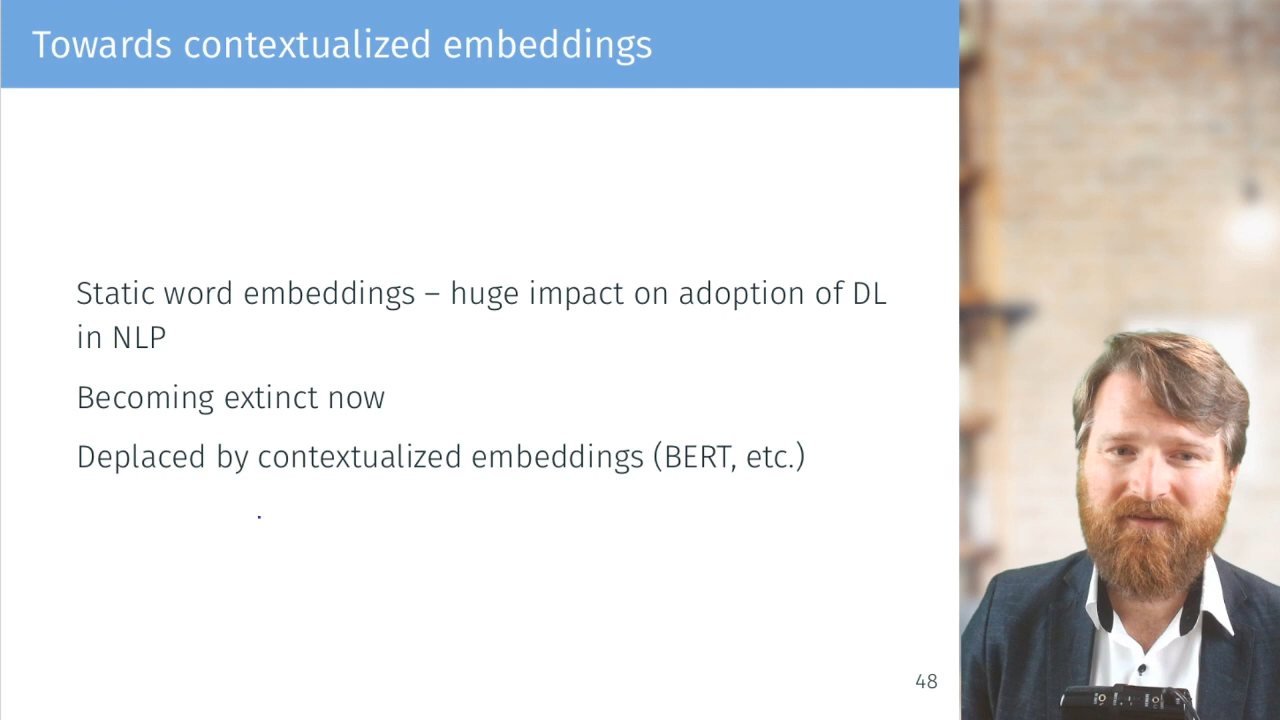 Towards contextualized embeddings
Static word embeddings – huge impact on adoption of DL
in NLP
Becoming extinct now
Deplaced by contextualized embeddings (BERT, etc.)
48